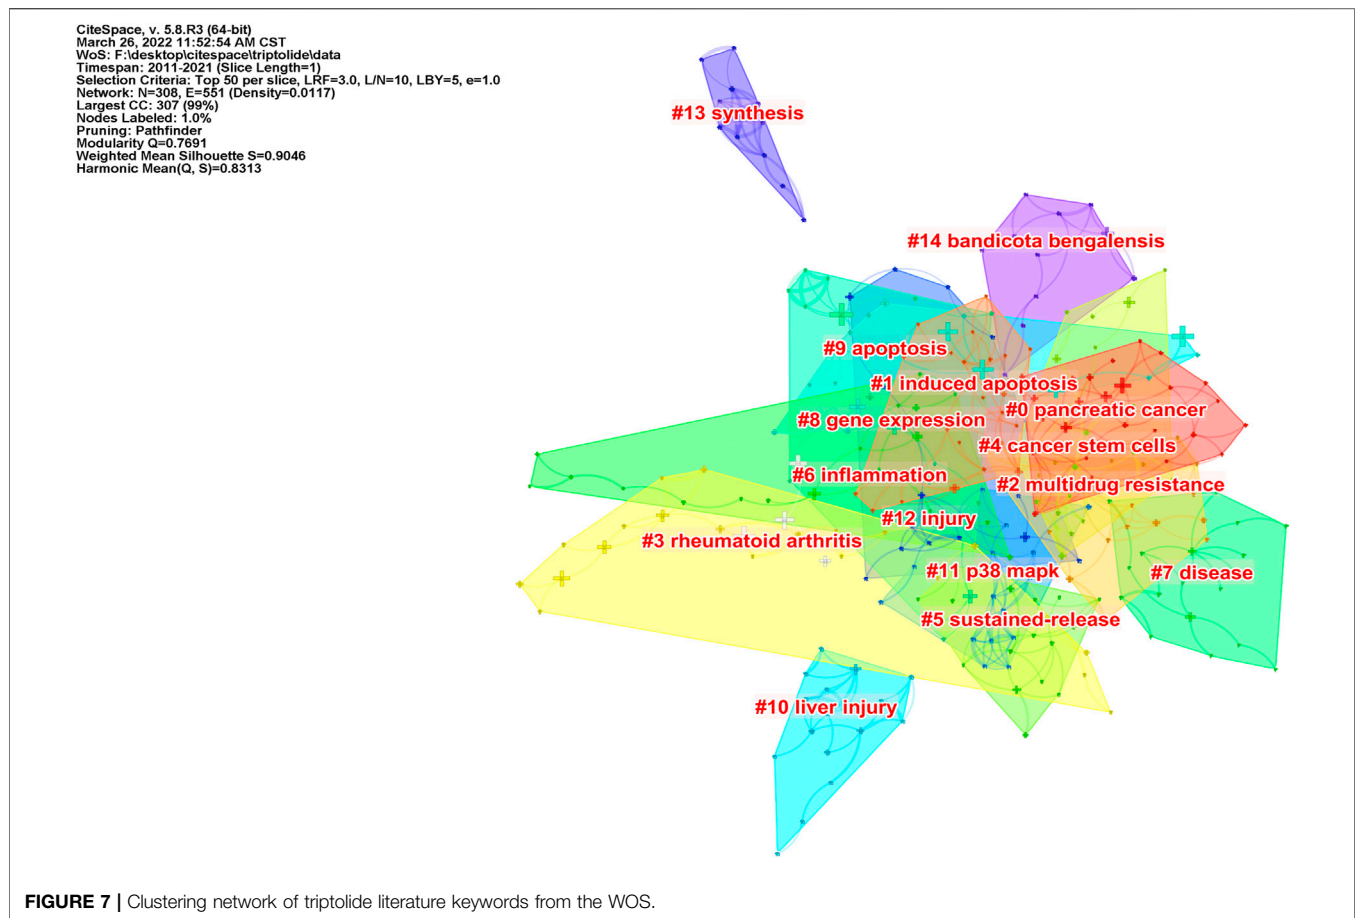 CiteSpace, v. 5.8.R3 (64-bit)
March 26, 2022 11:52:54 AM CST
WoS: F:\desktop\citespace\triptolide\data
Timespan: 2011-2021 (Slice Length=1)
Selection Criteria: Top 50 per slice, LRF=3.0, L/N=10, LBY=5, e=1.0
Network: N=308, E=551 (Density=0.0117)
Largest CC: 307 (99%)
Nodes Labeled: 1.0%
Pruning: Pathfinder
Modularity Q=0.7691
Weighted Mean Silhouette S=0.9046
Harmonic Mean(Q, S)=0.8313
#13 synthesis
#14 bandicota bengalensis
#9 apoptosis
#1 induced apoptosis
#0 pancreatic cancer
#8 gene expression
#4 cancer stem cells
#6 inflammation
#2 multidrug resistance
#12 injury
#3 rheumatoid arthritis
#11 p38 mapk
#7 disease
#5 sustained-release
#10 liver injury
FIGURE 7 | Clustering network of triptolide literature keywords from the WOS.